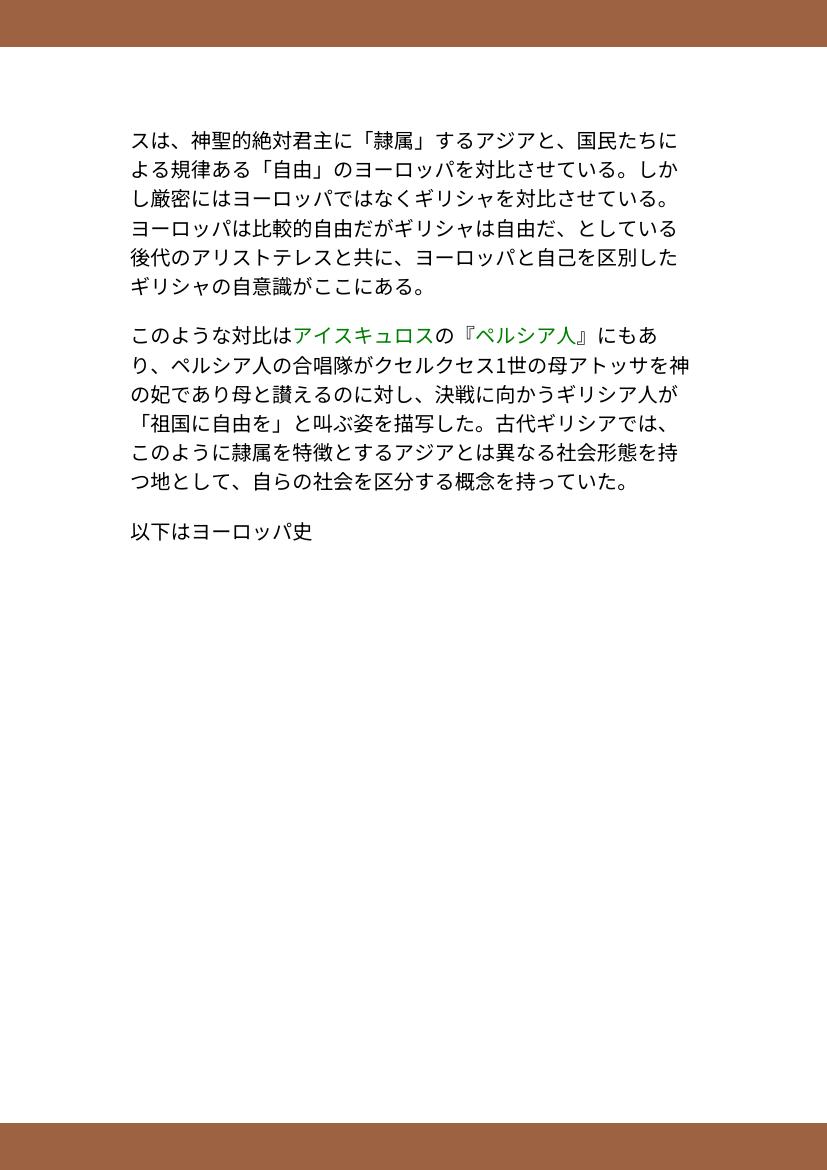 スは、神聖的絶対君主に「隷属」するアジアと、国民たちに
よる規律ある「自由」のヨーロッパを対比させている。しか
し厳密にはヨーロッパではなくギリシャを対比させている。
ヨーロッパは比較的自由だがギリシャは自由だ、としている
後代のアリストテレスと共に、ヨーロッパと自己を区別した
ギリシャの自意識がここにある。
このような対比はアイスキュロスの『ペルシア人』にもあ
り、ペルシア人の合唱隊がクセルクセス1世の母アトッサを神
の妃であり母と讃えるのに対し、決戦に向かうギリシア人が
「祖国に自由を」と叫ぶ姿を描写した。古代ギリシアでは、
このように隷属を特徴とするアジアとは異なる社会形態を持
つ地として、自らの社会を区分する概念を持っていた。
以下はヨーロッパ史